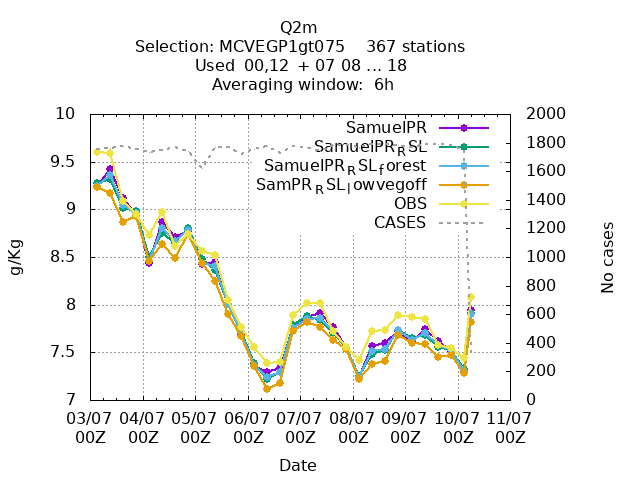 Q2m
Selection: MCVEGP1gt075    367 stations
Used  00,12  + 07 08 ... 18
Averaging window:  6h
10
9.5
9
8.5
8
7.5
7
g/Kg
2000
1800
1600
1400
1200
1000
800
600
400
200
0
No cases
SamuelPR
SamuelPR_RSL
SamuelPR_RSL_forest
SamPR_RSL_lowvegoff
OBS
CASES
03/07 04/07 05/07 06/07 07/07 08/07 09/07 10/07 11/07
00Z 00Z 00Z 00Z 00Z 00Z 00Z 00Z 00Z
Date